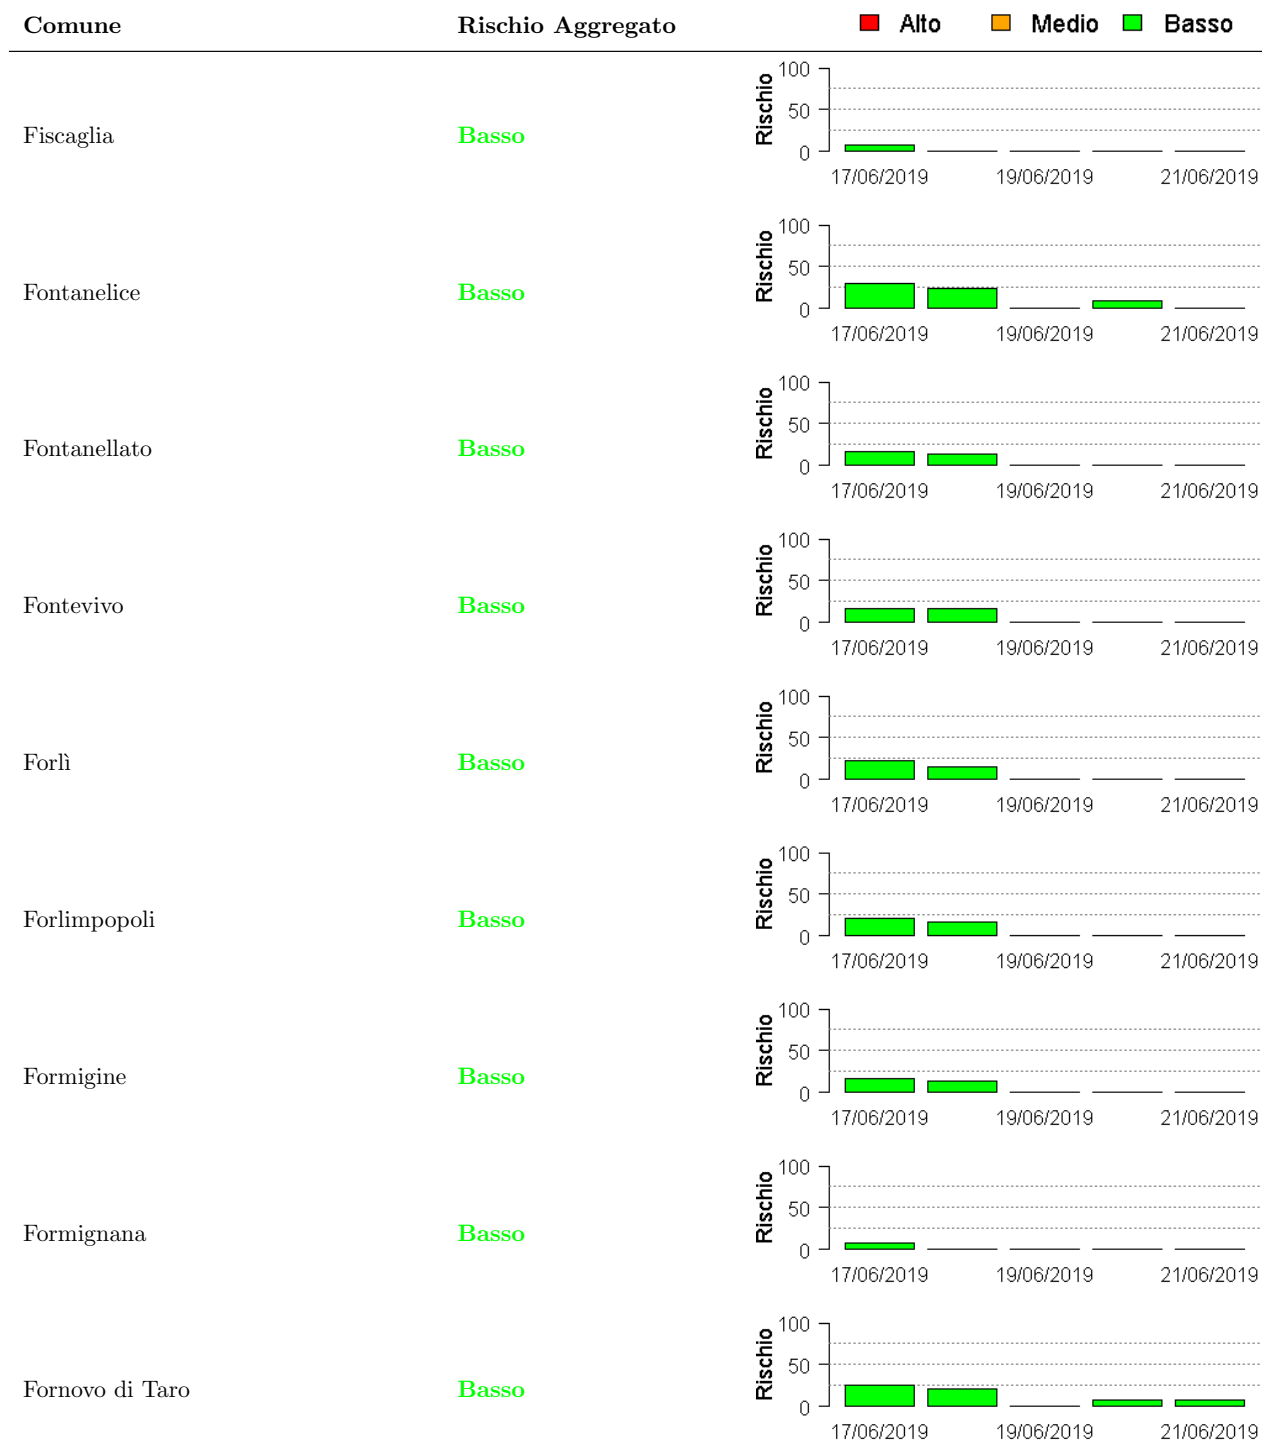 Comune Rischio Aggregato Alto Medio Basso
100
50
0
Rischio
Fiscaglia Basso
17/06/2019 19/06/2019 21/06/2019
100
50
0
Rischio
Fontanelice Basso
17/06/2019 19/06/2019 21/06/2019
100
50
0
Rischio
Fontanellato Basso
17/06/2019 19/06/2019 21/06/2019
100
50
0
Rischio
Fontevivo Basso
17/06/2019 19/06/2019 21/06/2019
100
50
0
Rischio
Forlì Basso
17/06/2019 19/06/2019 21/06/2019
100
50
0
Rischio
Forlimpopoli Basso
17/06/2019 19/06/2019 21/06/2019
100
50
0
Rischio
Formigine Basso
17/06/2019 19/06/2019 21/06/2019
100
50
0
Rischio
Formignana Basso
17/06/2019 19/06/2019 21/06/2019
100
50
0
Rischio
Fornovo di Taro Basso
17/06/2019 19/06/2019 21/06/2019